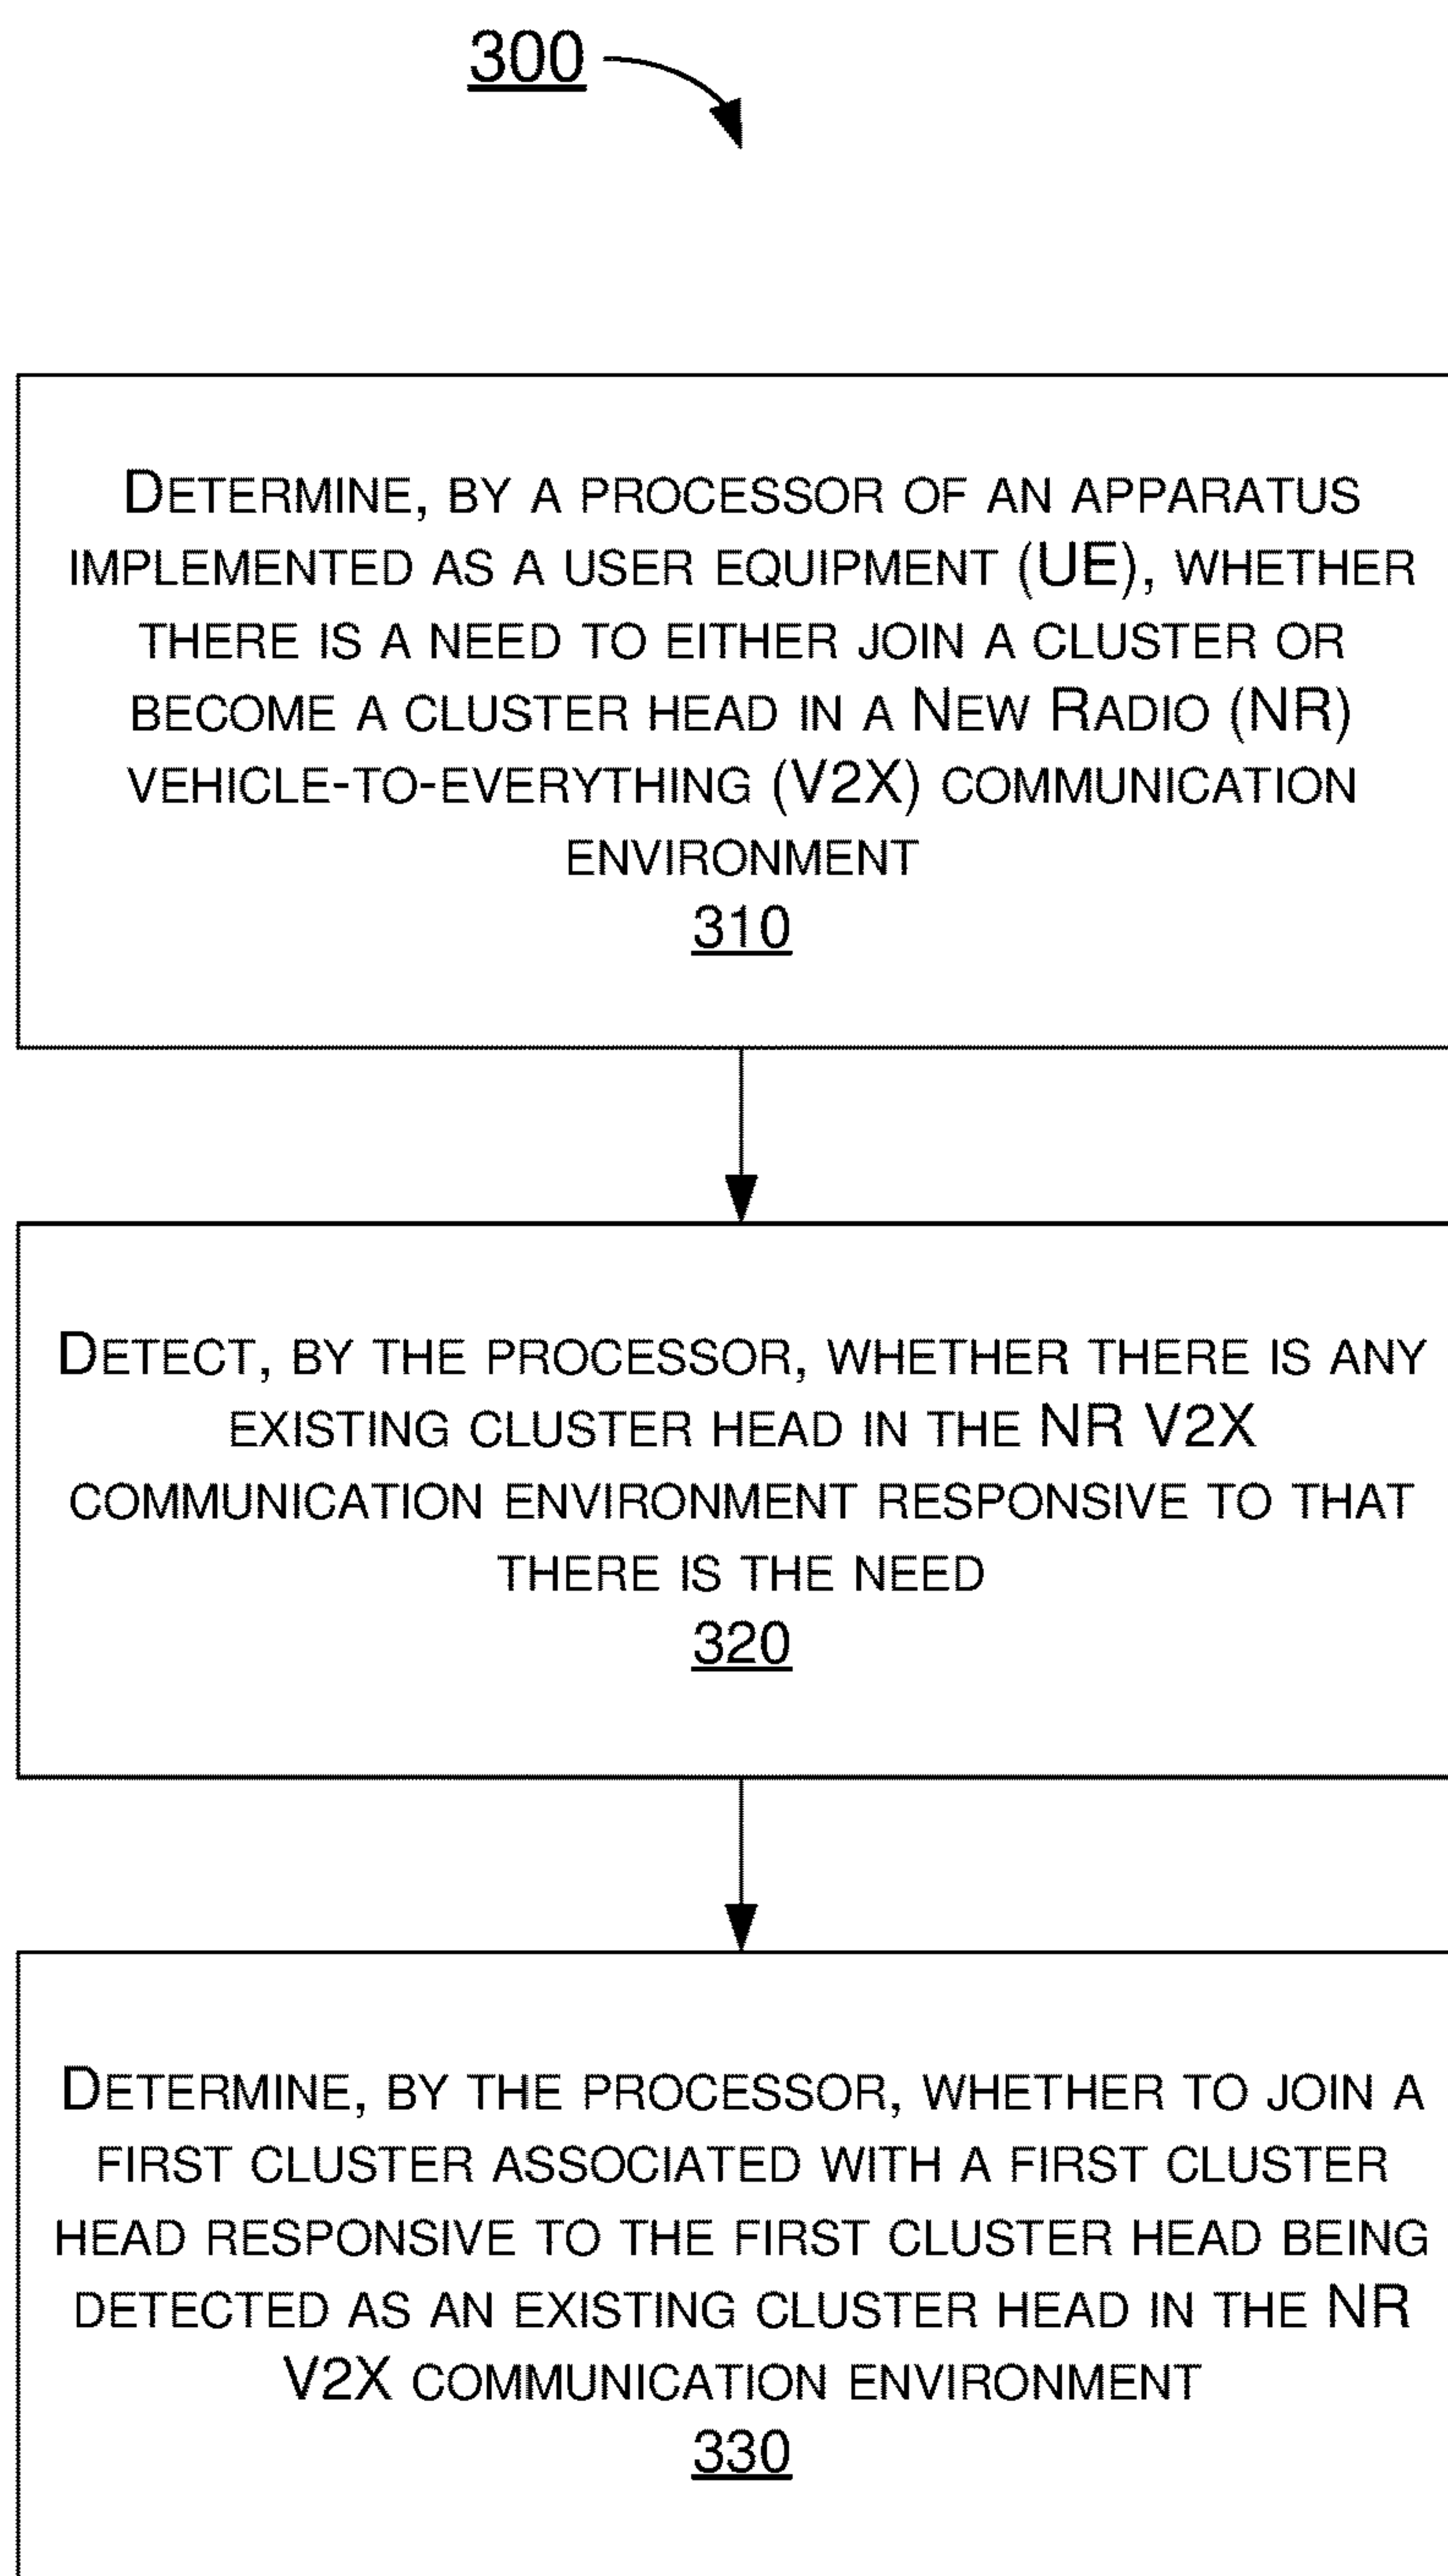 300
DETERMINE, BY A PROCESSOR OF AN APPARATUS
IMPLEMENTED AS A USER EQUIPMENT (UE), WHETHER
THERE IS A NEED TO EITHER JOIN A CLUSTER OR
BECOME A CLUSTER HEAD IN A NEW RADIO (NR)
VEHICLE-TO-EVERYTHING (V2X) COMMUNICATION
ENVIRONMENT
310
DETECT, BY THE PROCESSOR, WHETHER THERE IS ANY
EXISTING CLUSTER HEAD IN THE NR V2X
COMMUNICATION ENVIRONMENT RESPONSIVE TO THAT
THERE IS THE NEED
320
DETERMINE, BY THE PROCESSOR, WHETHER TO JOIN A
FIRST CLUSTER ASSOCIATED WITH A FIRST CLUSTER
HEAD RESPONSIVE TO THE FIRST CLUSTER HEAD BEING
DETECTED AS AN EXISTING CLUSTER HEAD IN THE NR
V2X COMMUNICATION ENVIRONMENT
330